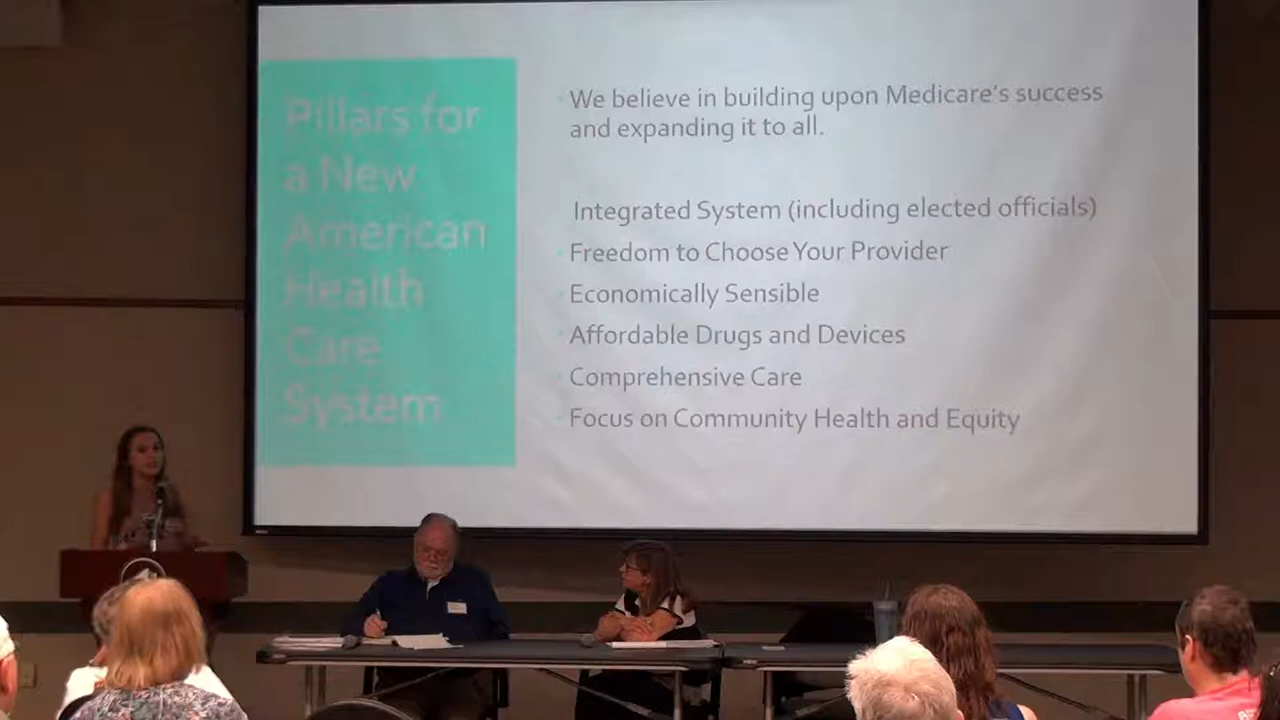 Pillars for
a New
American
Health
Care
System
We believe in building upon Medicare's success
and expanding it to all.
Integrated System (including elected officials)
Freedom to Choose Your Provider
Economically Sensible
Affordable Drugs and Devices
Comprehensive Care
Focus on Community Health and Equity